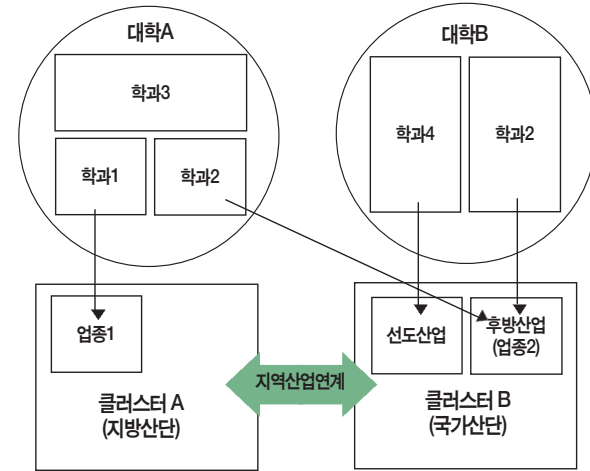 대학A
대학B
학과3
학과4
학과2
학과1
학과2
업종1
선도산업
후방산업
(업종2)
지역산업연계
클러스터 A
(지방산단)
클러스터 B
(국가산단)